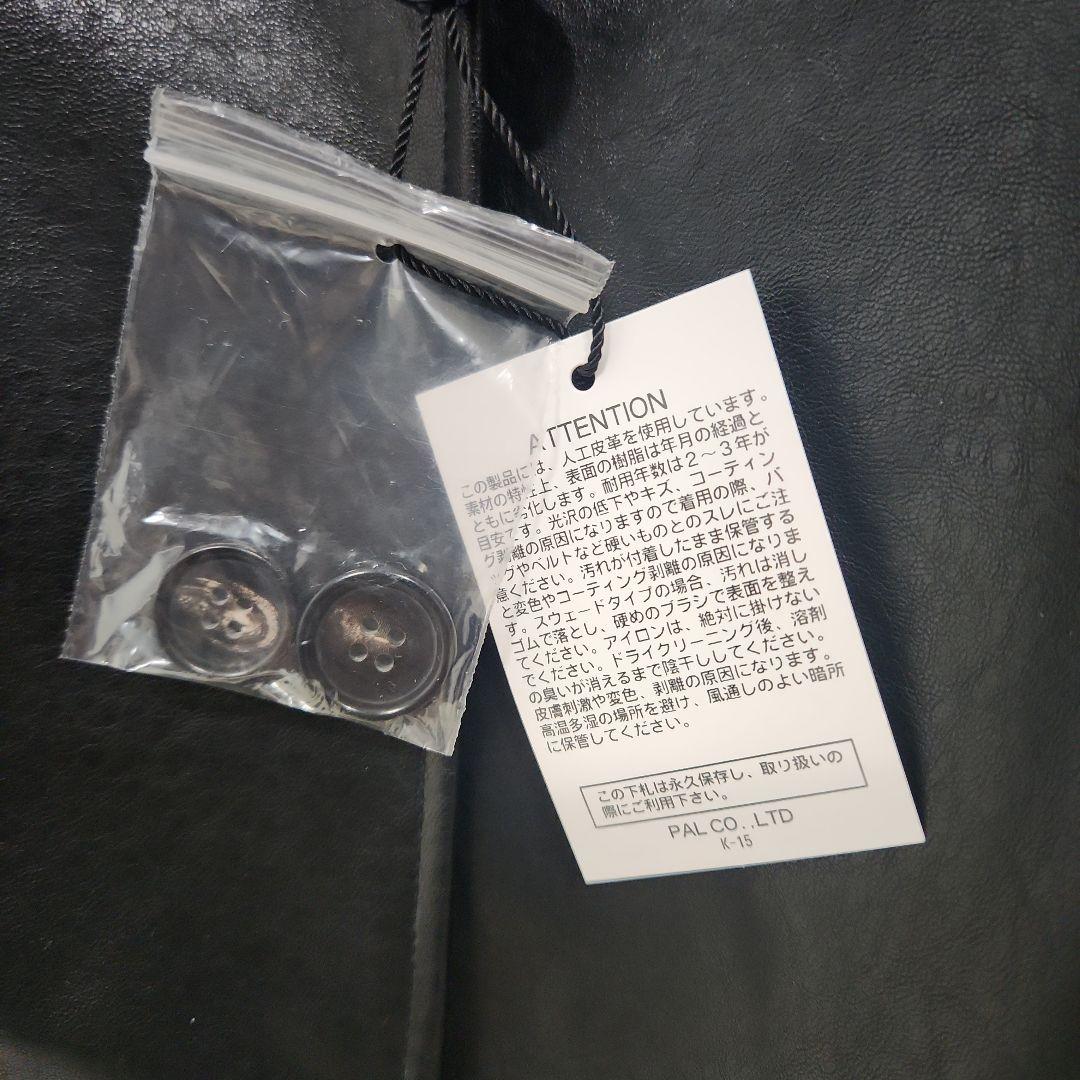 ATTENTION
この製品には、人工皮革を使用しています。
素材の特性上、表面の樹脂は年月の経過と
ともに劣化します。耐用年数は2～3年が
目安です。光沢の低下やキズ、コーティン
グ剥離の原因になりますので着用の際、バ
ッグやベルトなど硬いものとのスレにご注
意ください。汚れが付着したまま保管する
と変色やコーティング剥離の原因になりま
す。スウェードタイプの場合、汚れは消し
ゴムで落とし、硬めのブラシで表面を整え
てください。アイロンは、絶対に掛けない
でください。ドライクリーニング後、溶剤
の臭いが消えるまで陰干ししてください。
皮膚刺激や変色、剥離の原因になります。
高温多湿の場所を避け、風通しのよい暗所
に保管してください。
この下札は永久保存し、取り扱いの
際にご利用下さい。
PAL CO.,LTD
K-15